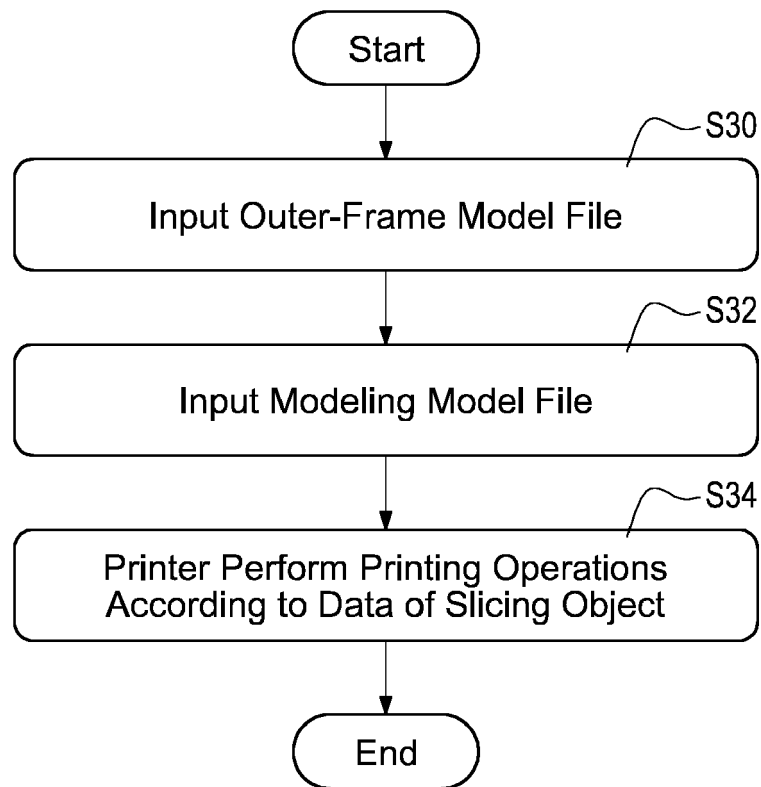 Start
S30
Input Outer-Frame Model File
S32
Input Modeling Model File
S34
Printer Perform Printing Operations
According to Data of Slicing Object
End